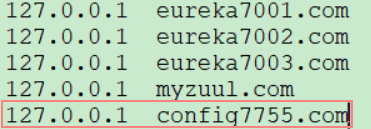 127.0.0.1  eureka7001.com
127.0.0.1  eureka7002.com
127.0.0.1  eureka7003.com
127.0.0.1  myzuul.com
127.0.0.1  config7755.com